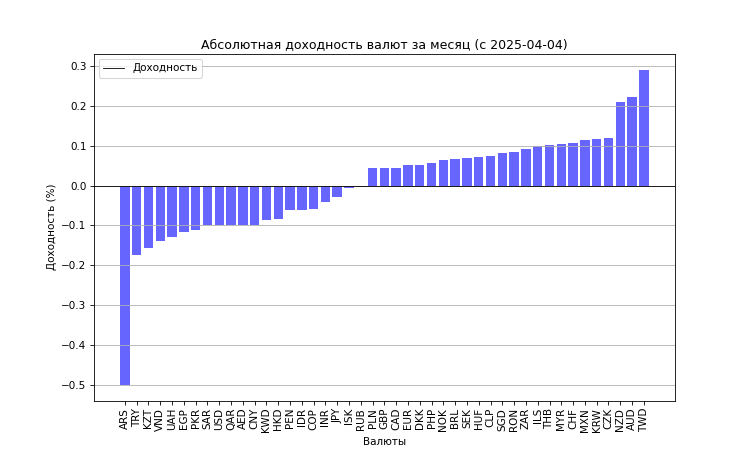 Абсолютная доходность валют за месяц (с 2025-04-04)
Доходность
0.3
0.2
0.1
0.0
−0.1
−0.2
−0.3
−0.4
−0.5
Доходность (%)
ARS TRY KZT VND UAH EGP PKR SAR USD QAR AED CNY KWD HKD PEN IDR COP INR JPY ISK RUB PLN GBP CAD EUR DKK PHP NOK BRL SEK HUF CLP SGD RON ZAR ILS THB MYR CHF MXN KRW CZK NZD AUD TWD
Валюты